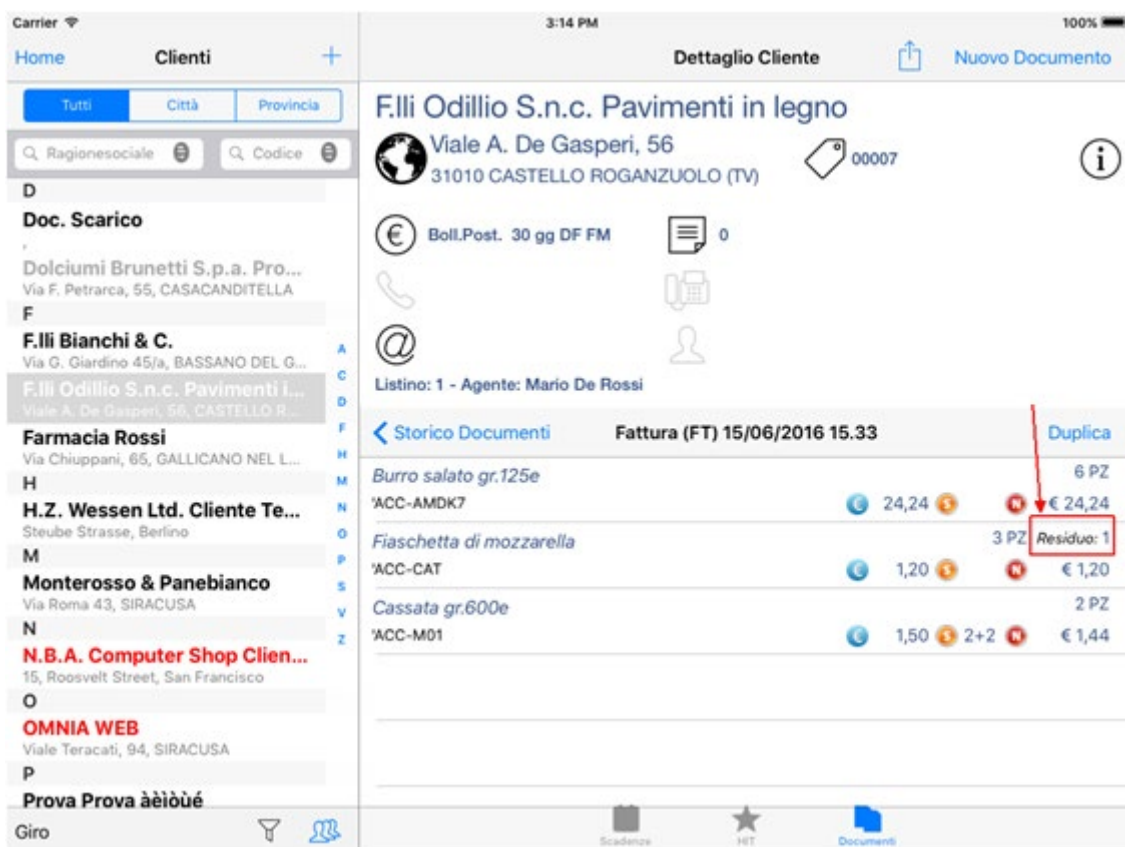 Carrier 3:14 PM 100%
Home Clienti +
Tutti Città Provincia
Ragionesociale Codice
D
Doc. Scarico
,
Dolciumi Brunetti S.p.a. Pro...
Via F. Petrarca, 55, CASACANDITELLA
F
F.lli Bianchi & C.
Via G. Giardino 45/a, BASSANO DEL G...
F.lli Odillio S.n.c. Pavimenti i...
Viale A. De Gasperi, 56, CASTELLO R...
Farmacia Rossi
Via Chiuppani, 65, GALLICANO NEL L...
H
H.Z. Wessen Ltd. Cliente Te...
Steube Strasse, Berlino
M
Monterosso & Panebianco
Via Roma 43, SIRACUSA
N
N.B.A. Computer Shop Clien...
15, Roosvelt Street, San Francisco
O
OMNIA WEB
Viale Teracati, 94, SIRACUSA
P
Prova Prova àèìòùé
A
C
D
F
H
M
N
O
P
S
V
Z
Giro
Dettaglio Cliente Nuovo Documento
F.lli Odillio S.n.c. Pavimenti in legno
Viale A. De Gasperi, 56
31010 CASTELLO ROGANZUOLO (TV)
00007
i
€ Boll.Post. 30 gg DF FM 0
@
Listino: 1 - Agente: Mario De Rossi
Storico Documenti Fattura (FT) 15/06/2016 15.33 Duplica
Burro salato gr.125e 6 PZ
'ACC-AMDK7 C 24,24 S N € 24,24
Fiaschetta di mozzarella 3 PZ Residuo: 1
'ACC-CAT C 1,20 S N € 1,20
Cassata gr.600e 2 PZ
'ACC-M01 C 1,50 S 2+2 N € 1,44
Scadenze HIT Documenti